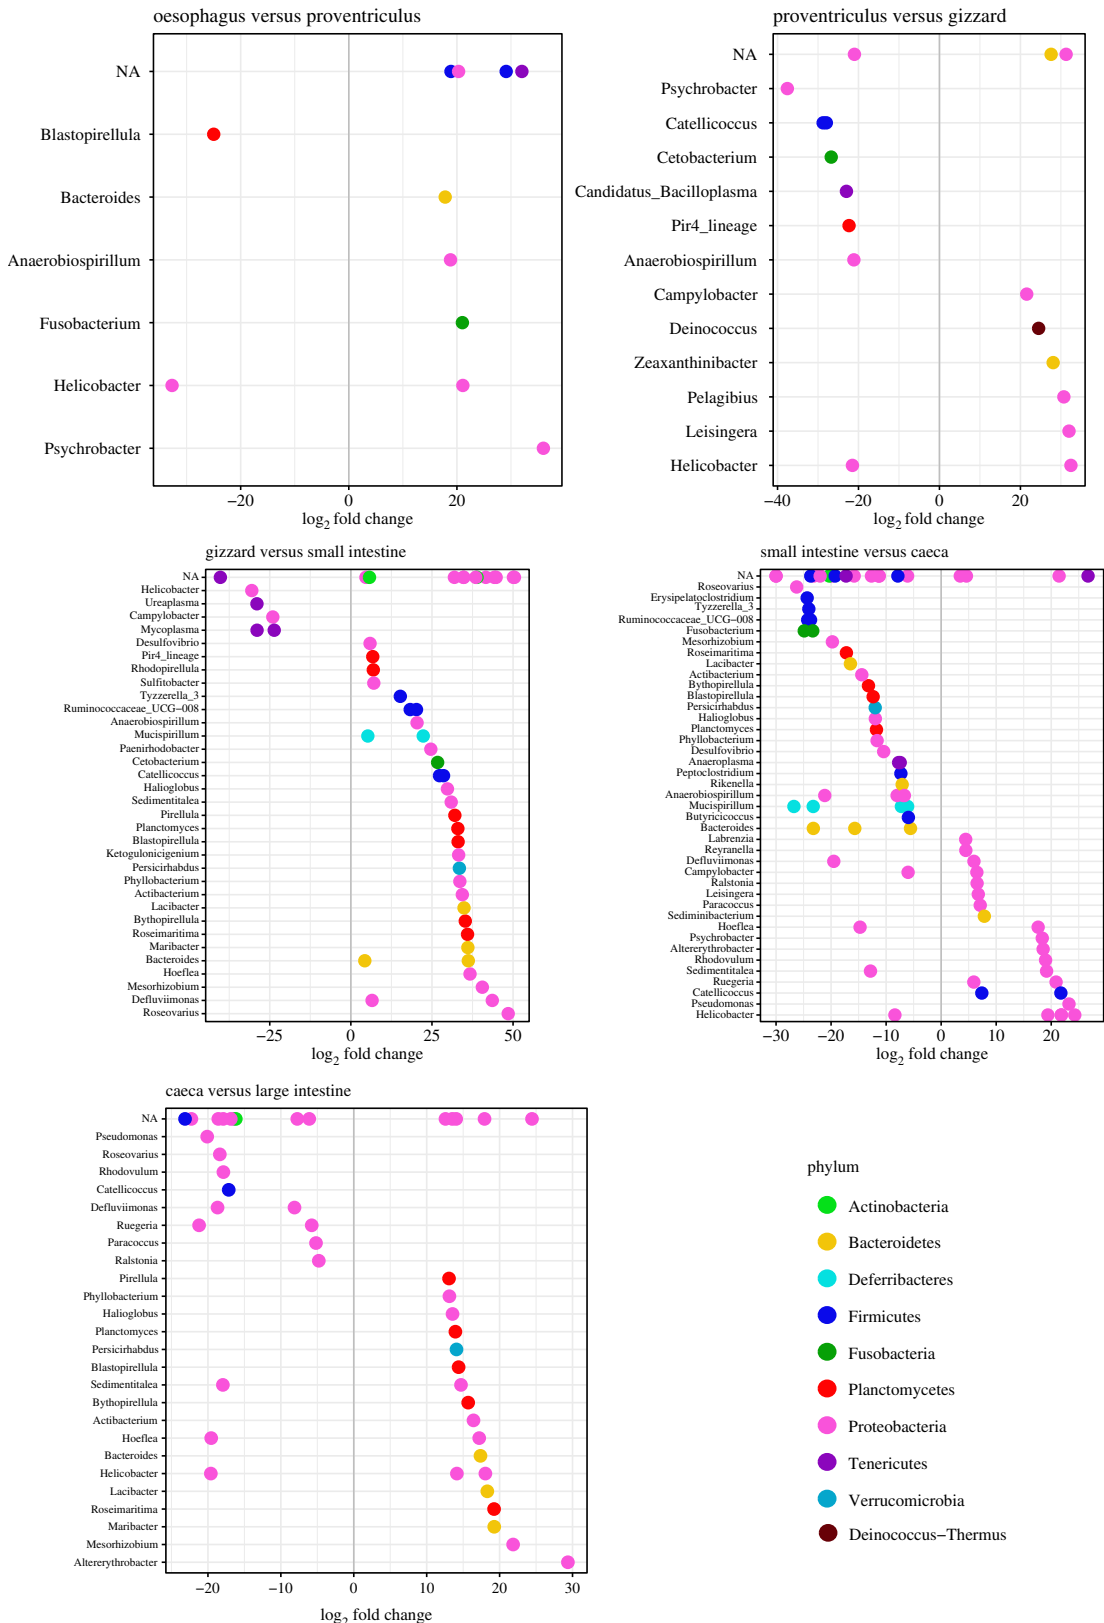 oesophagus versus proventriculus
NA
Blastopirellula
Bacteroides
Anaerobiospirillum
Fusobacterium
Helicobacter
Psychrobacter
−20 0 20
log2 fold change
proventriculus versus gizzard
NA
Psychrobacter
Catellicoccus
Cetobacterium
Candidatus_Bacilloplasma
Pir4_lineage
Anaerobiospirillum
Campylobacter
Deinococcus
Zeaxanthinibacter
Pelagibius
Leisingera
Helicobacter
−40 −20 0 20
log2 fold change
gizzard versus small intestine
NA
Helicobacter
Ureaplasma
Campylobacter
Mycoplasma
Desulfovibrio
Pir4_lineage
Rhodopirellula
Sulfitobacter
Tyzzerella_3
Ruminococcaceae_UCG−008
Anaerobiospirillum
Mucispirillum
Paenirhodobacter
Cetobacterium
Catellicoccus
Halioglobus
Sedimentitalea
Pirellula
Planctomyces
Blastopirellula
Ketogulonicigenium
Persicirhabdus
Phyllobacterium
Actibacterium
Lacibacter
Bythopirellula
Roseimaritima
Maribacter
Bacteroides
Hoeflea
Mesorhizobium
Defluviimonas
Roseovarius
−25 0 25 50
log2 fold change
small intestine versus caeca
NA
Roseovarius
Erysipelatoclostridium
Tyzzerella_3
Ruminococcaceae_UCG−008
Fusobacterium
Mesorhizobium
Roseimaritima
Lacibacter
Actibacterium
Bythopirellula
Blastopirellula
Persicirhabdus
Halioglobus
Planctomyces
Phyllobacterium
Desulfovibrio
Anaeroplasma
Peptoclostridium
Rikenella
Anaerobiospirillum
Mucispirillum
Butyricicoccus
Bacteroides
Labrenzia
Reyranella
Defluviimonas
Campylobacter
Ralstonia
Leisingera
Paracoccus
Sediminibacterium
Hoeflea
Psychrobacter
Altererythrobacter
Rhodovulum
Sedimentitalea
Ruegeria
Catellicoccus
Pseudomonas
Helicobacter
−30 −20 −10 0 10 20
log2 fold change
caeca versus large intestine
NA
Pseudomonas
Roseovarius
Rhodovulum
Catellicoccus
Defluviimonas
Ruegeria
Paracoccus
Ralstonia
Pirellula
Phyllobacterium
Halioglobus
Planctomyces
Persicirhabdus
Blastopirellula
Sedimentitalea
Bythopirellula
Actibacterium
Hoeflea
Bacteroides
Helicobacter
Lacibacter
Roseimaritima
Maribacter
Mesorhizobium
Altererythrobacter
−20 −10 0 10 20 30
log2 fold change
phylum
Actinobacteria
Bacteroidetes
Deferribacteres
Firmicutes
Fusobacteria
Planctomycetes
Proteobacteria
Tenericutes
Verrucomicrobia
Deinococcus−Thermus